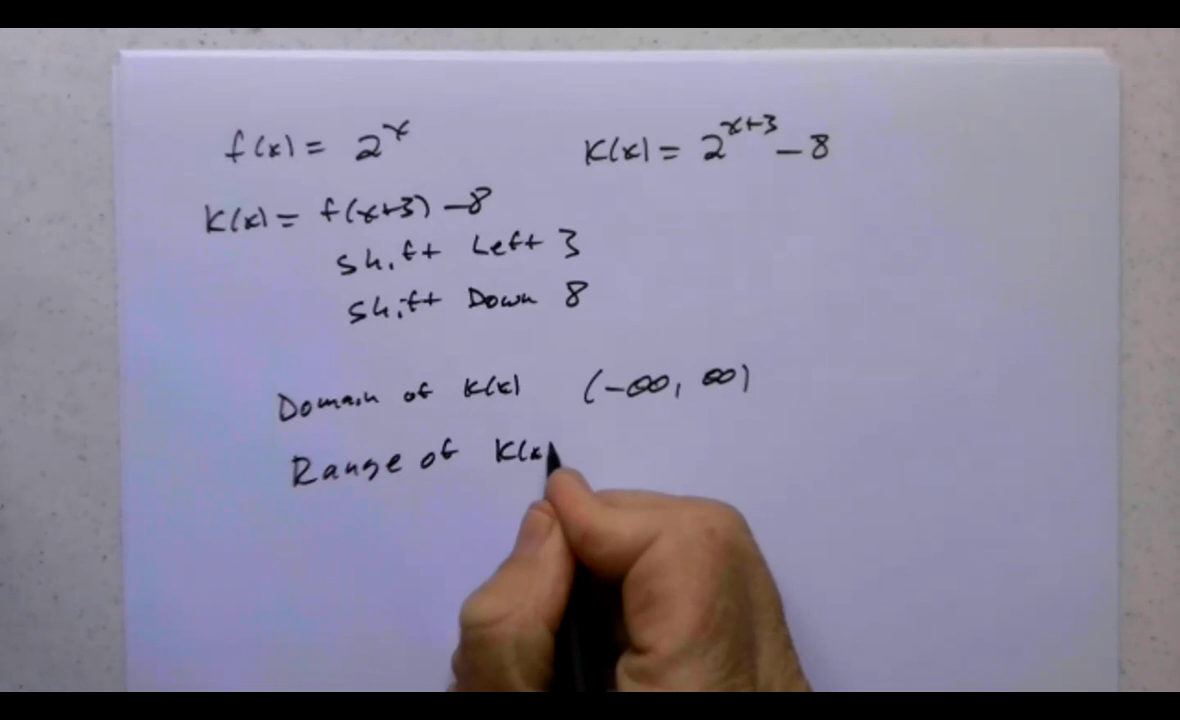 f(x) = 2^x
K(x) = 2^{x+3} - 8
K(x) = f(x+3) - 8
Shift Left 3
Shift Down 8
Domain of K(x) (-∞, ∞)
Range of K(x